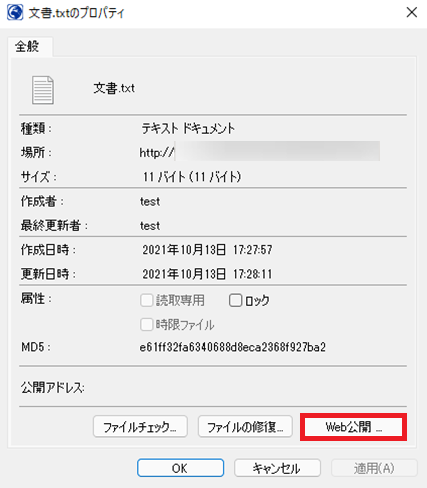 文書.txtのプロパティ
全般
文書.txt
種類： テキスト ドキュメント
場所： http://
サイズ： 11 バイト (11 バイト)
作成者： test
最終更新者： test
作成日時： 2021年10月13日 17:27:57
更新日時： 2021年10月13日 17:28:11
属性： 読取専用 ロック
時限ファイル
MD5： e61ff32fa6340688d8eca2368f927ba2
公開アドレス:
ファイルチェック... ファイルの修復... Web公開 ...
OK キャンセル 適用(A)